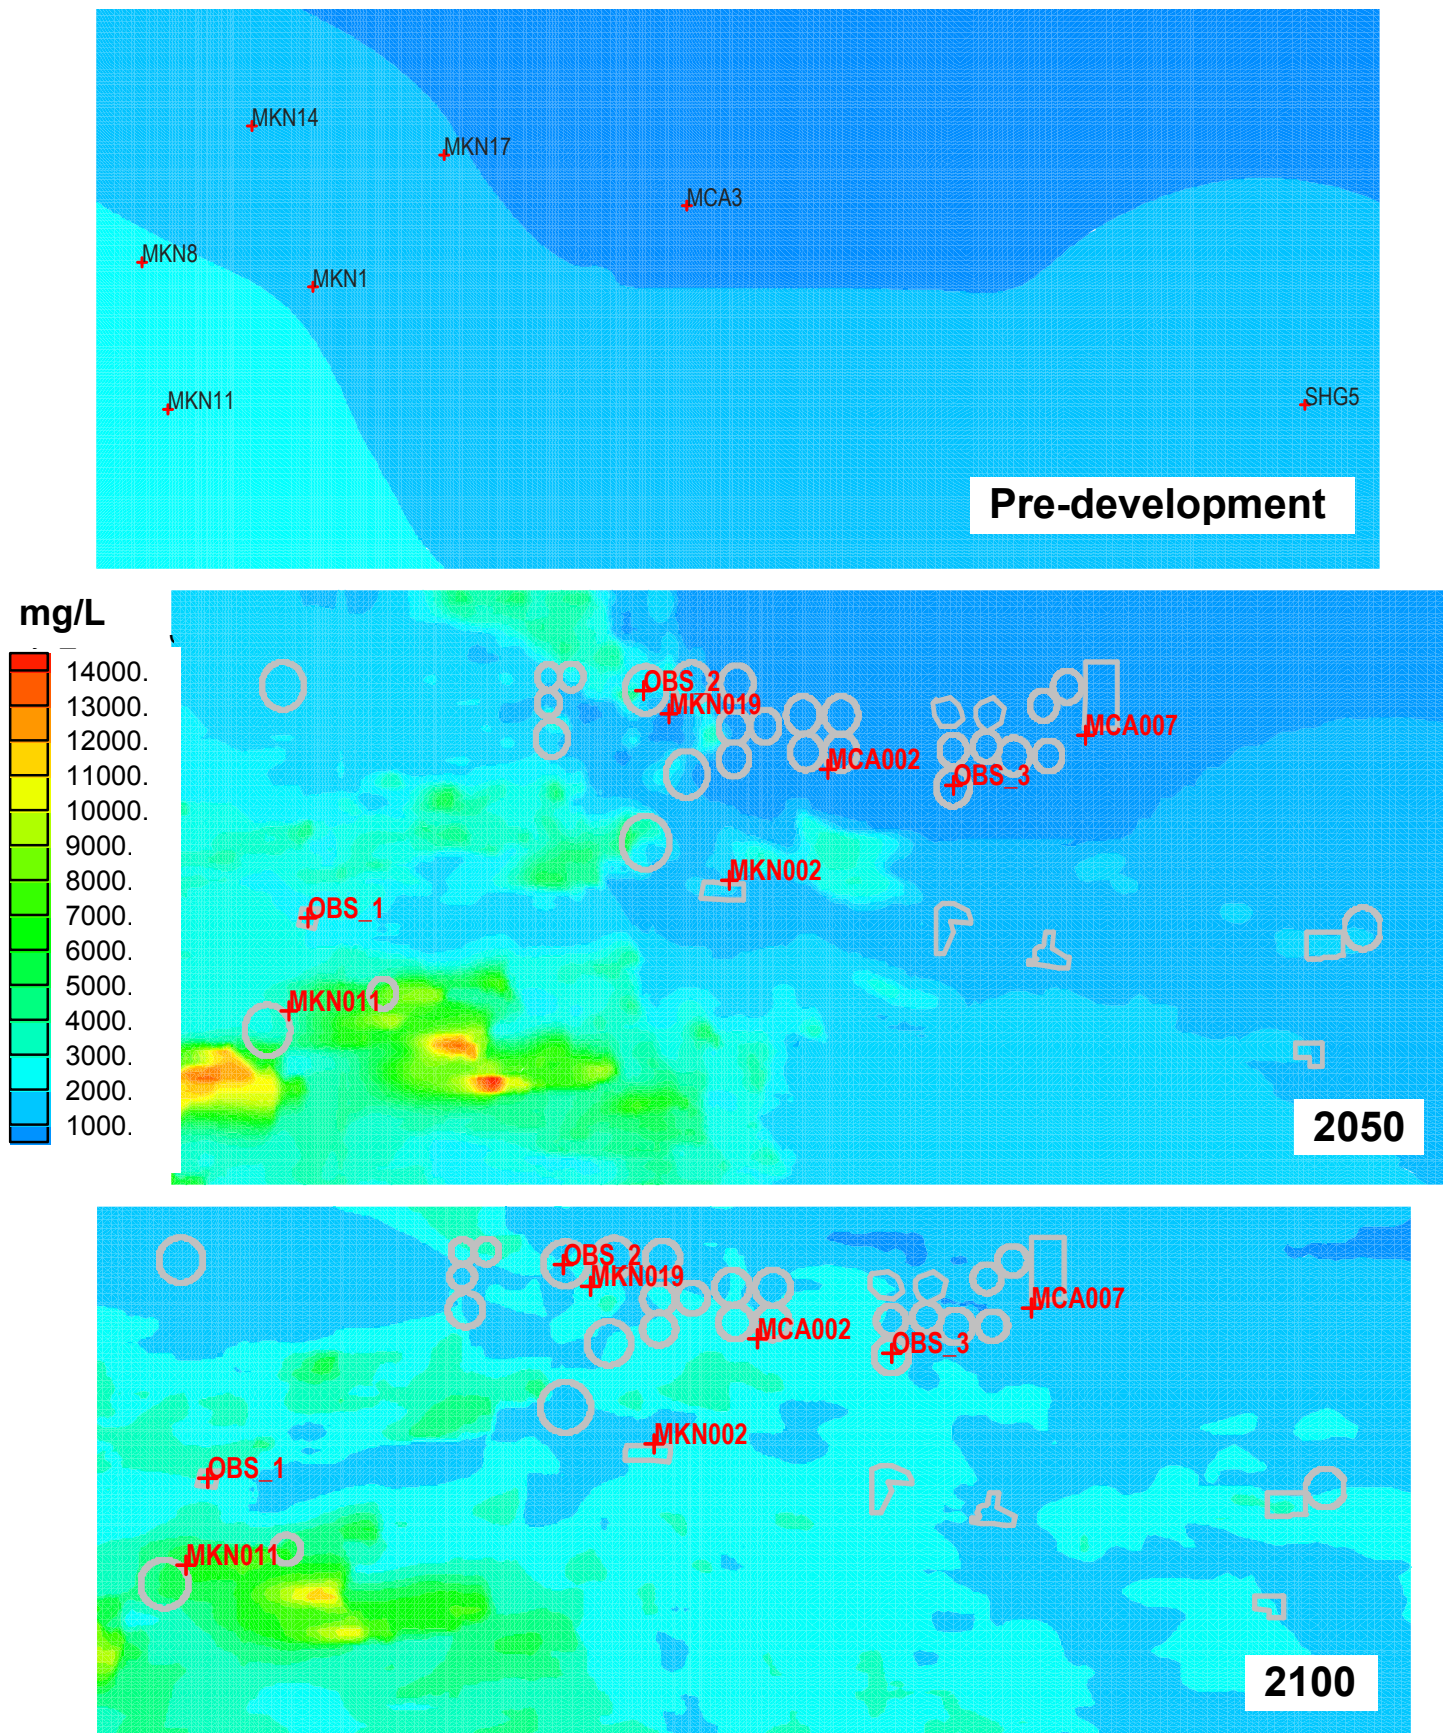 MKN14
MKN17
MCA3
MKN8
MKN1
MKN11
SHG5
Pre-development
mg/L
14000.
13000.
12000.
11000.
10000.
9000.
8000.
7000.
6000.
5000.
4000.
3000.
2000.
1000.
OBS_2
MKN019
MCA007
MCA002
OBS_3
MKN002
OBS_1
MKN011
2050
OBS_2
MKN019
MCA007
MCA002
OBS_3
MKN002
OBS_1
MKN011
2100